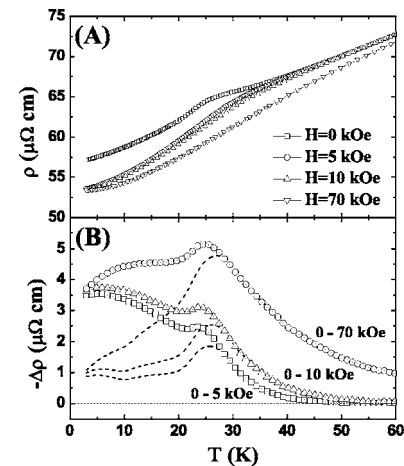 (A)
75
70
65
60
55
50
ρ (μΩ cm)
H=0 kOe
H=5 kOe
H=10 kOe
H=70 kOe
(B)
5
4
3
2
1
0
-Δρ (μΩ cm)
0 – 70 kOe
0 – 10 kOe
0 – 5 kOe
0 10 20 30 40 50 60
T (K)